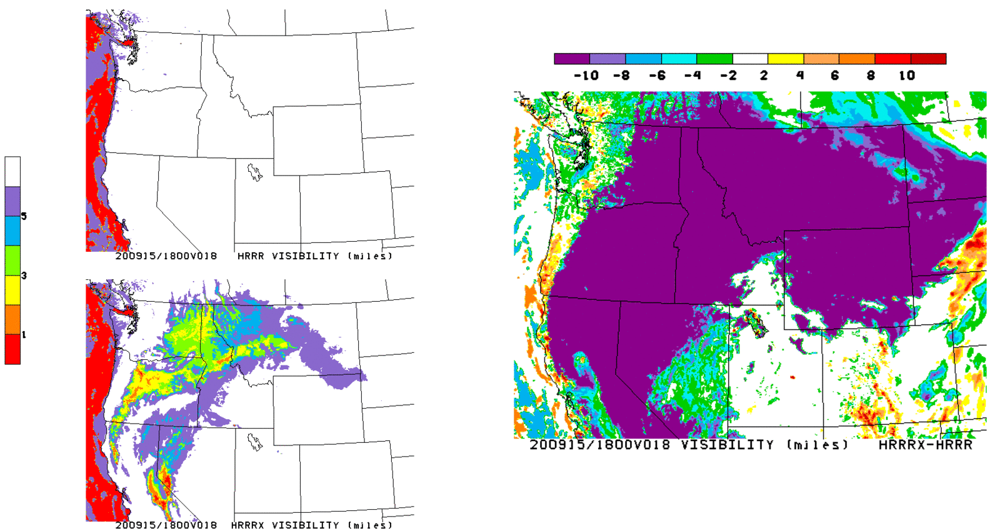 5
3
1
200915/1800V018 HRRR VISIBILITY (miles)
200915/1800V018 HRRRX VISIBILITY (miles)
-10 -8 -6 -4 -2 2 4 6 8 10
200915/1800V018 VISIBILITY (miles) HRRRX-HRRR